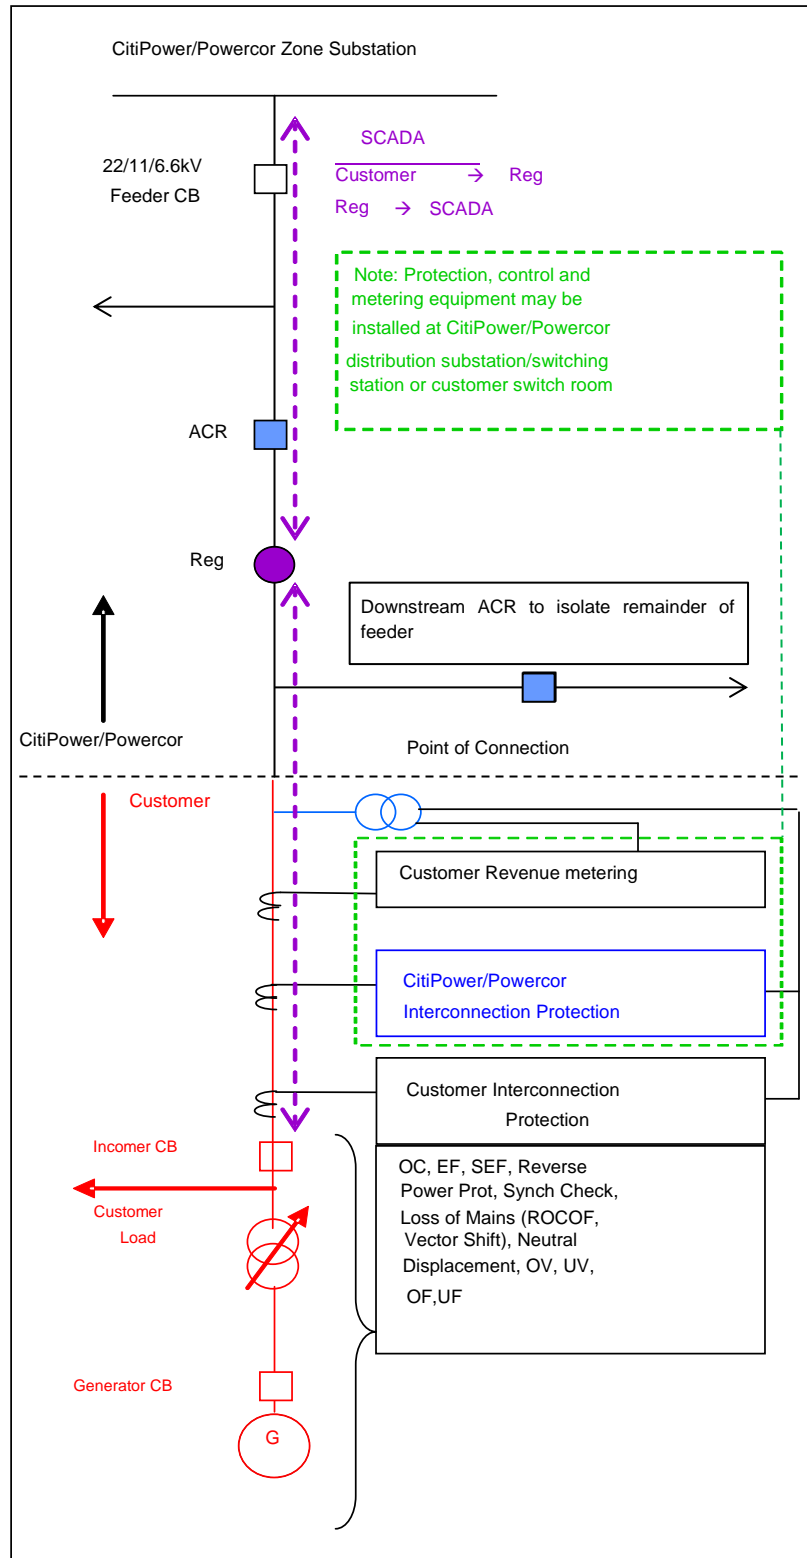 CitiPower/Powercor Zone Substation
SCADA
22/11/6.6kV
Feeder CB
Customer → Reg
Reg → SCADA
Note: Protection, control and
metering equipment may be
installed at CitiPower/Powercor
distribution substation/switching
station or customer switch room
ACR
Reg
Downstream ACR to isolate remainder of
feeder
CitiPower/Powercor
Point of Connection
Customer
Customer Revenue metering
CitiPower/Powercor
Interconnection Protection
Customer Interconnection
Protection
Incomer CB
OC, EF, SEF, Reverse
Power Prot, Synch Check,
Loss of Mains (ROCOF,
Vector Shift), Neutral
Displacement, OV, UV,
OF,UF
Customer
Load
Generator CB
G